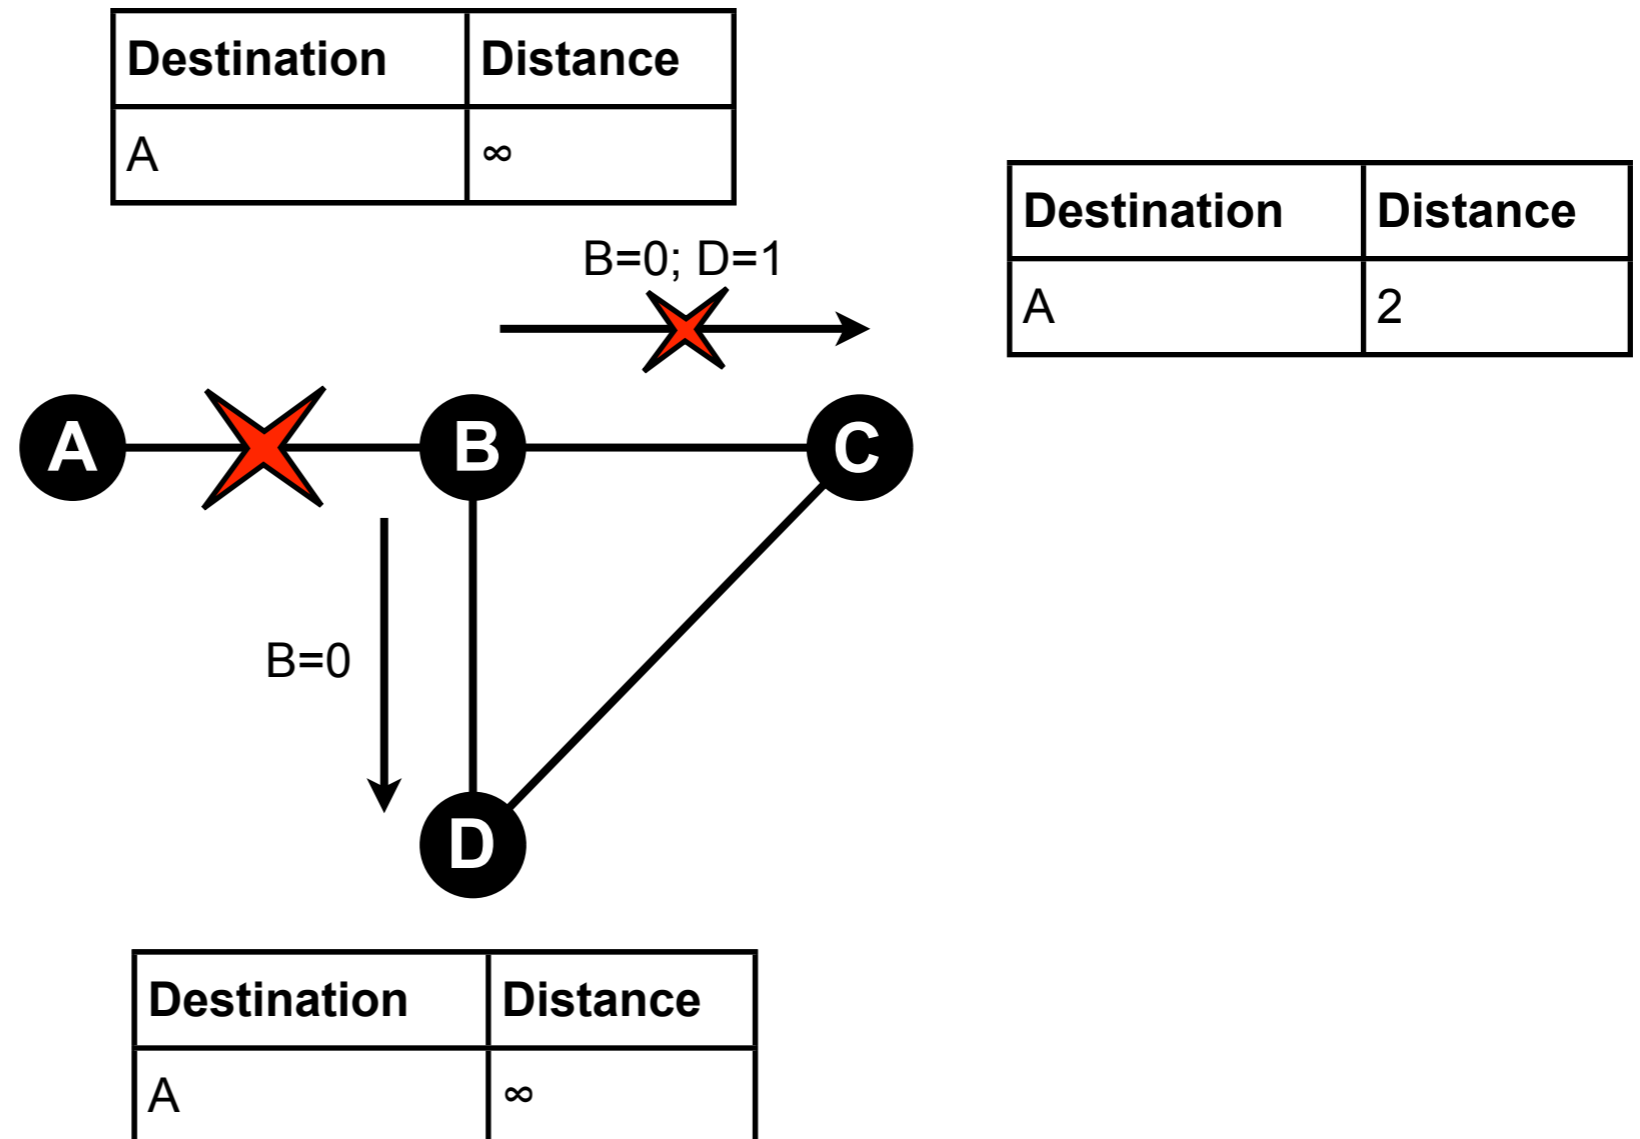 Destination Distance
A ∞
Destination Distance
A 2
B=0; D=1
A B C
B=0
D
Destination Distance
A ∞